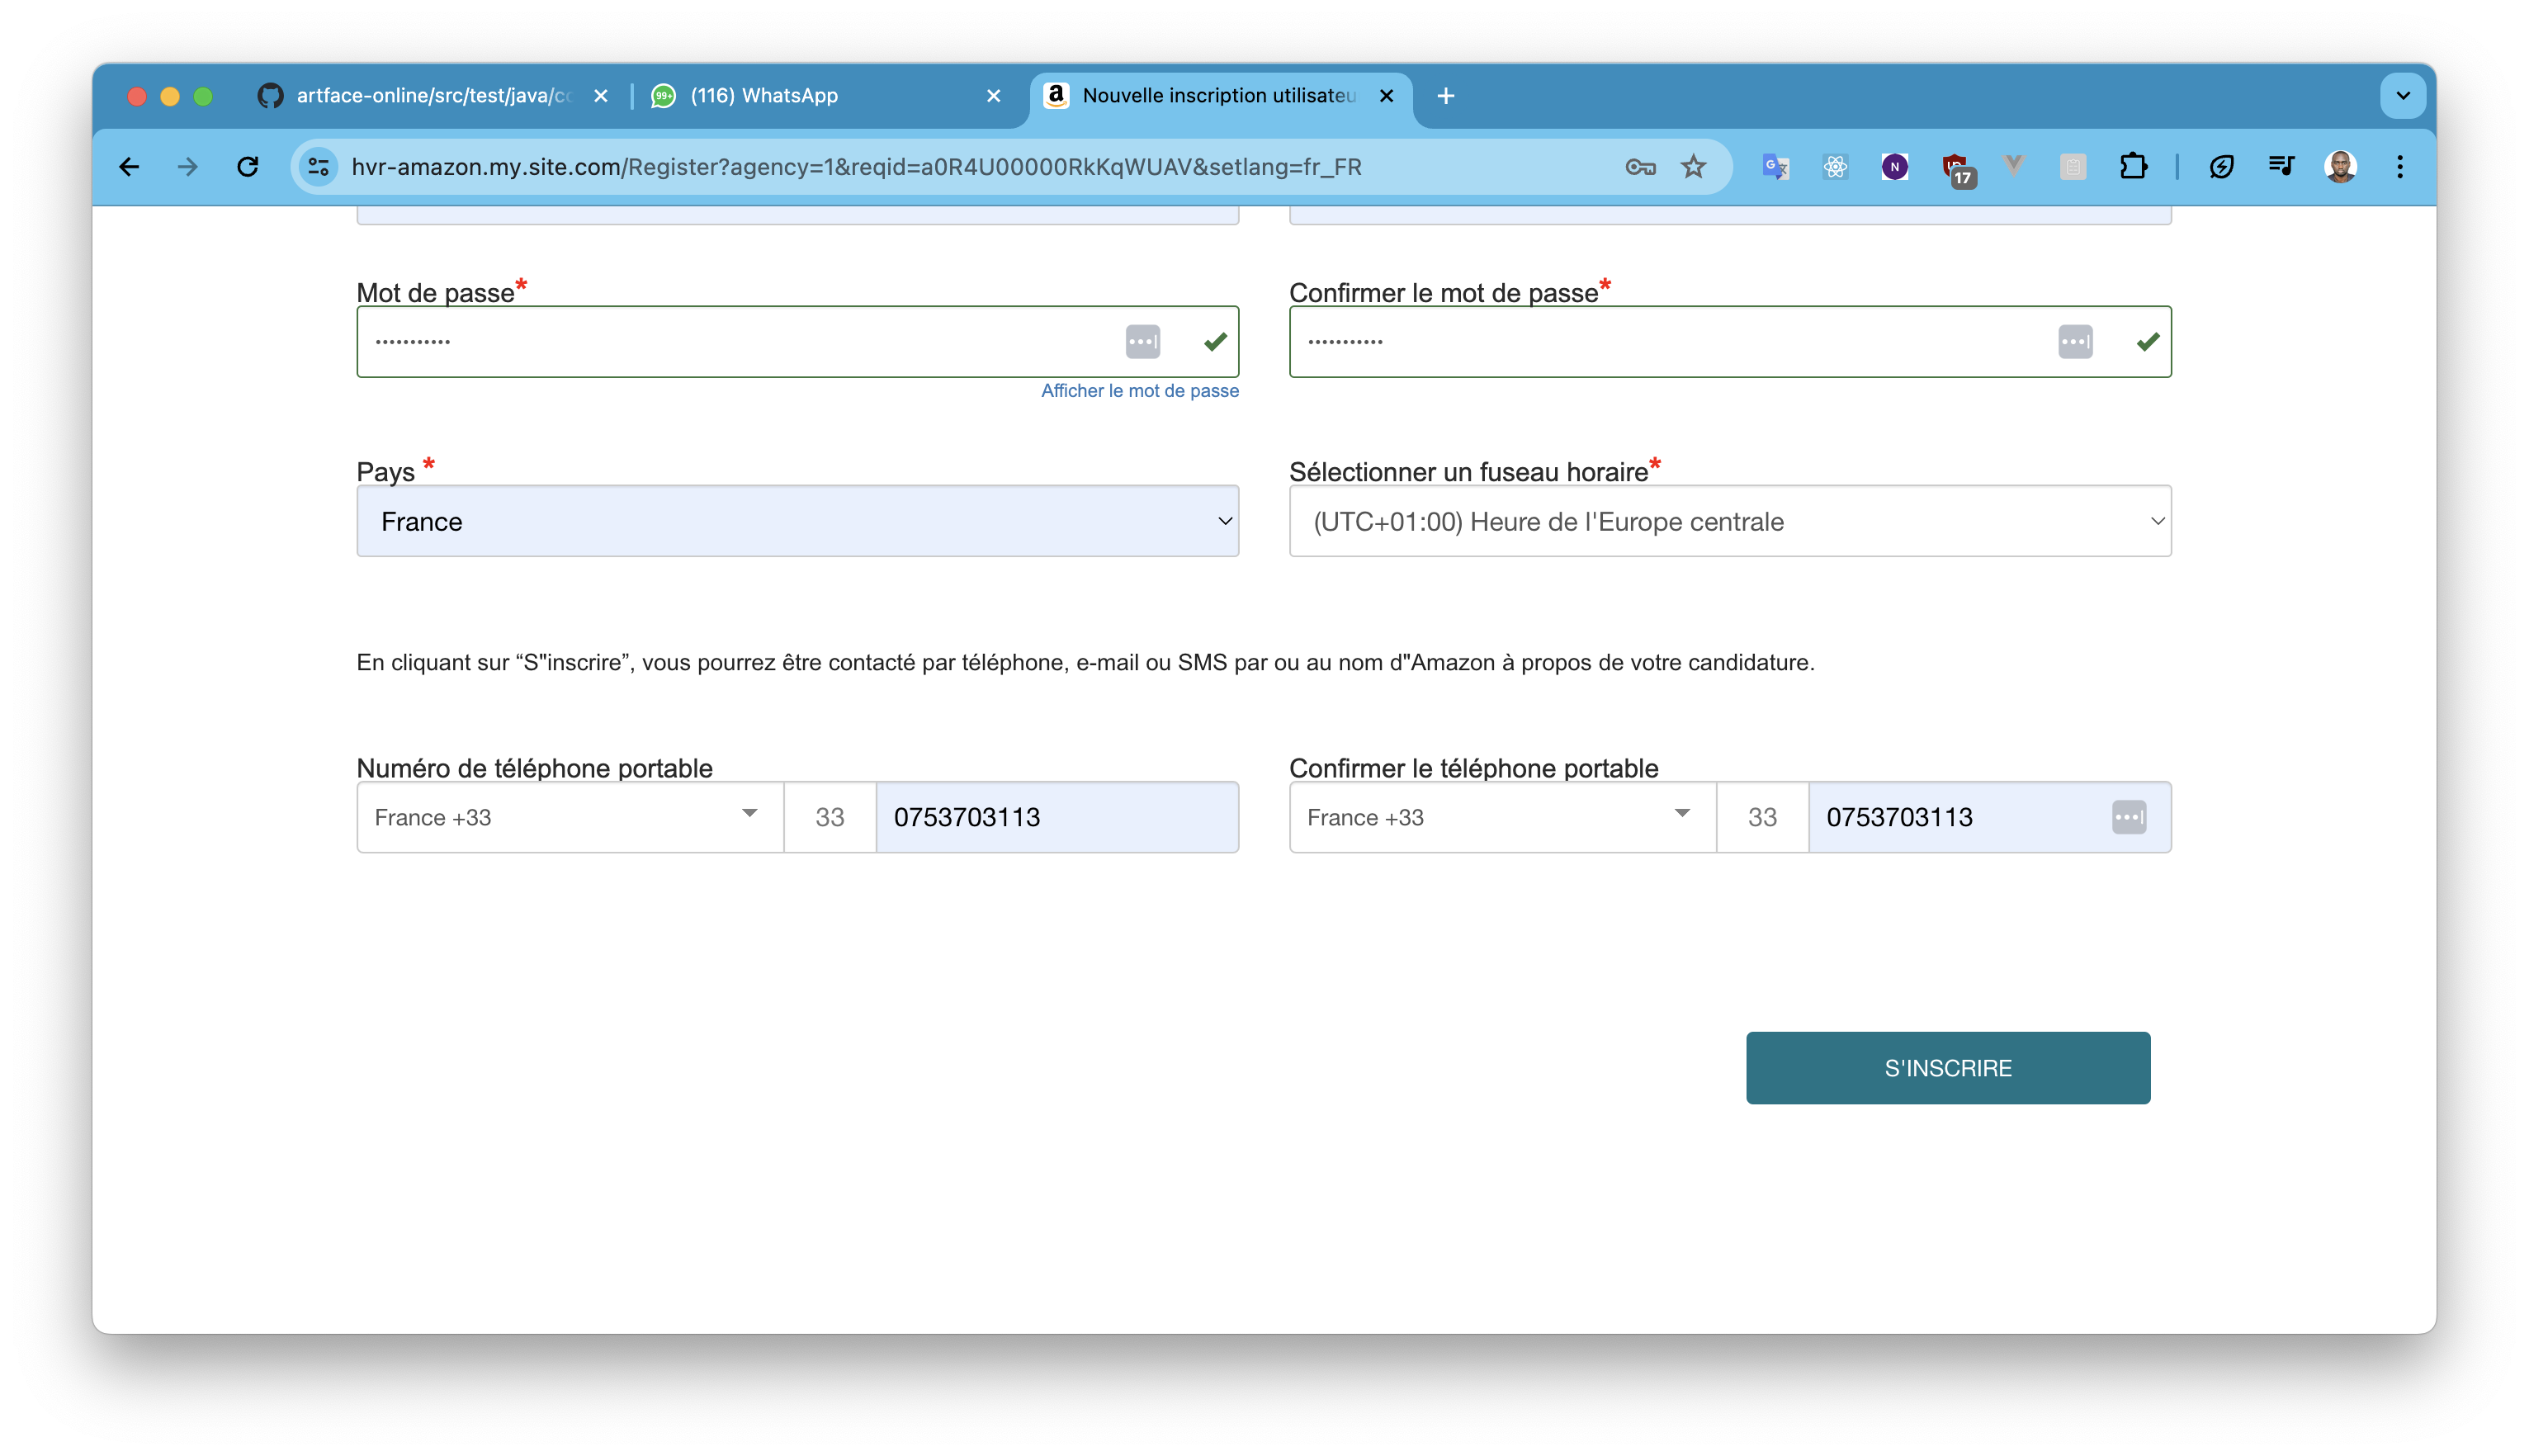 artface-online/src/test/java/co
(116) WhatsApp
Nouvelle inscription utilisateu
hvr-amazon.my.site.com/Register?agency=1&reqid=a0R4U00000RkKqWUAV&setlang=fr_FR
17
Mot de passe*
Confirmer le mot de passe*
Afficher le mot de passe
Pays *
Sélectionner un fuseau horaire*
France
(UTC+01:00) Heure de l'Europe centrale
En cliquant sur “S"inscrire”, vous pourrez être contacté par téléphone, e-mail ou SMS par ou au nom d"Amazon à propos de votre candidature.
Numéro de téléphone portable
Confirmer le téléphone portable
France +33
33
0753703113
France +33
33
0753703113
S'INSCRIRE